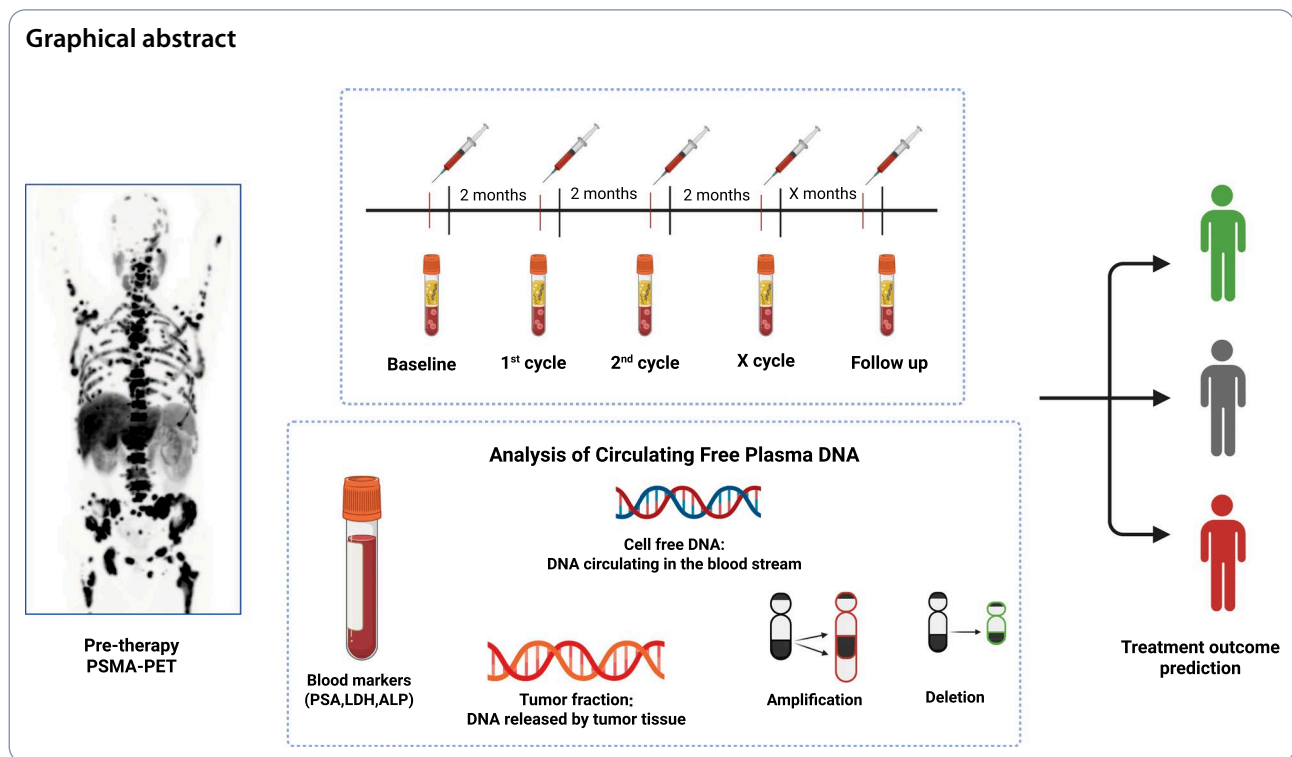 Graphical abstract
2 months
2 months
2 months
X months
Baseline
1st cycle
2nd cycle
X cycle
Follow up
Pre-therapy
PSMA-PET
Analysis of Circulating Free Plasma DNA
Cell free DNA:
DNA circulating in the blood stream
Blood markers
(PSA,LDH,ALP)
Tumor fraction:
DNA released by tumor tissue
Amplification
Deletion
Treatment outcome
prediction